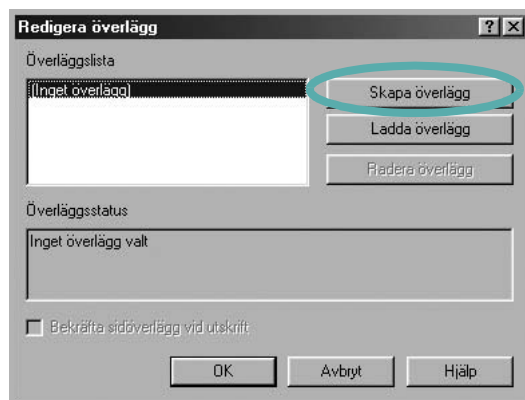 Redigera överlägg
Överläggslista
(Inget överlägg)
Skapa överlägg
Ladda överlägg
Radera överlägg
Överläggsstatus
Inget överlägg valt
Bekräfta sidöverlägg vid utskrift
OK
Avbryt
Hjälp